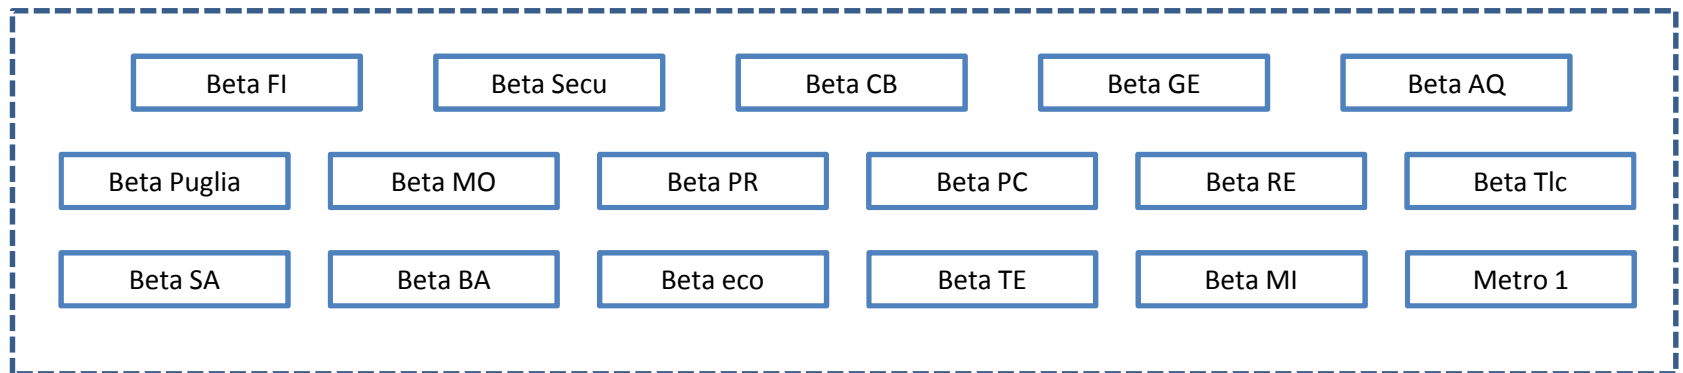 Beta FI Beta Secu Beta CB Beta GE Beta AQ
Beta Puglia Beta MO Beta PR Beta PC Beta RE Beta Tlc
Beta SA Beta BA Beta eco Beta TE Beta MI Metro 1